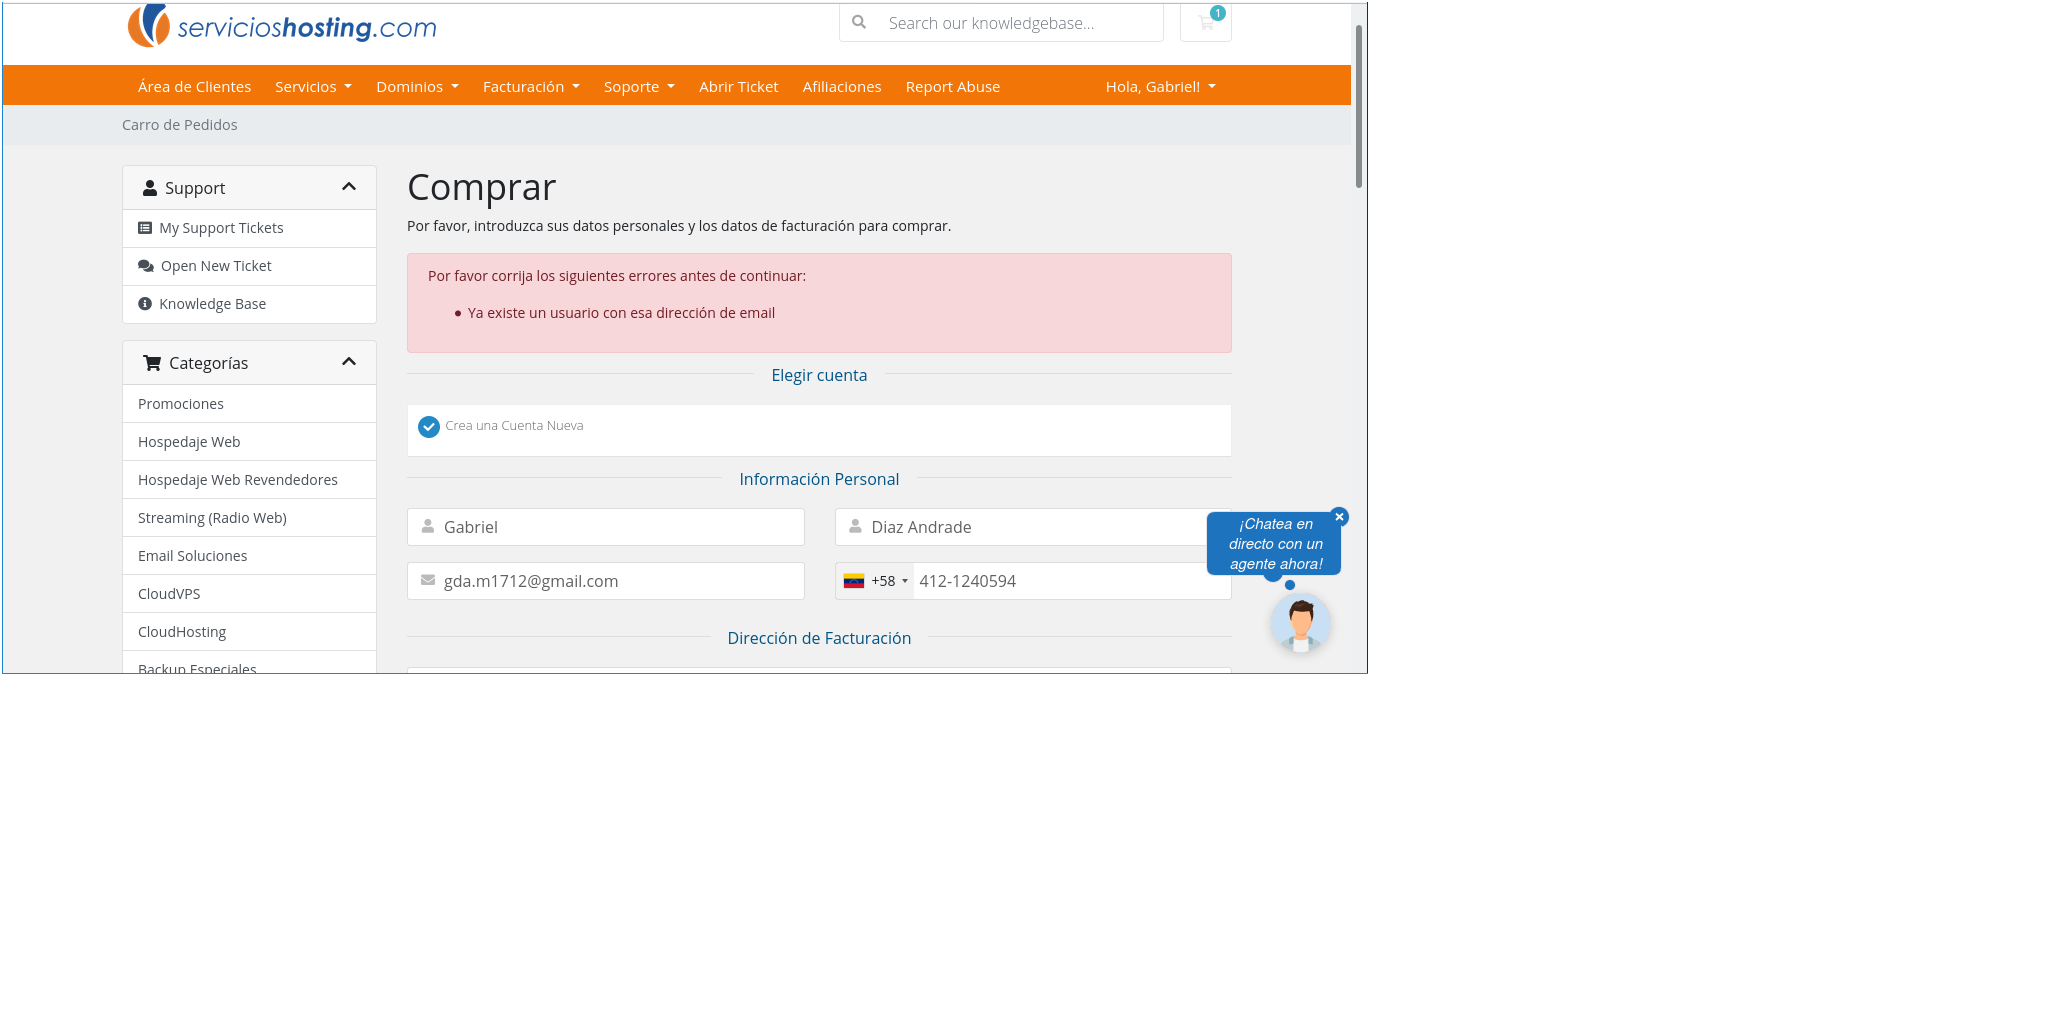 servicioshosting.com
Search our knowledgebase...
1
Área de Clientes Servicios Dominios Facturación Soporte Abrir Ticket Afiliaciones Report Abuse Hola, Gabriel!
Carro de Pedidos
Support
My Support Tickets
Open New Ticket
Knowledge Base
Categorías
Promociones
Hospedaje Web
Hospedaje Web Revendedores
Streaming (Radio Web)
Email Soluciones
CloudVPS
CloudHosting
Backup Especiales
Comprar
Por favor, introduzca sus datos personales y los datos de facturación para comprar.
Por favor corrija los siguientes errores antes de continuar:
• Ya existe un usuario con esa dirección de email
Elegir cuenta
Crea una Cuenta Nueva
Información Personal
Gabriel
Diaz Andrade
gda.m1712@gmail.com
+58 412-1240594
Dirección de Facturación
¡Chatea en
directo con un
agente ahora!